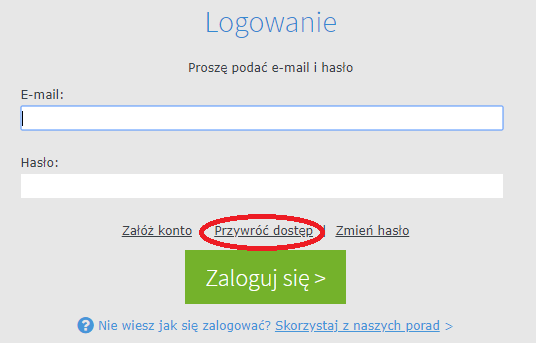 Logowanie
Proszę podać e-mail i hasło
E-mail:
Hasło:
Załóż konto Przywróć dostęp | Zmień hasło
Zaloguj się >
? Nie wiesz jak się zalogować? Skorzystaj z naszych porad >